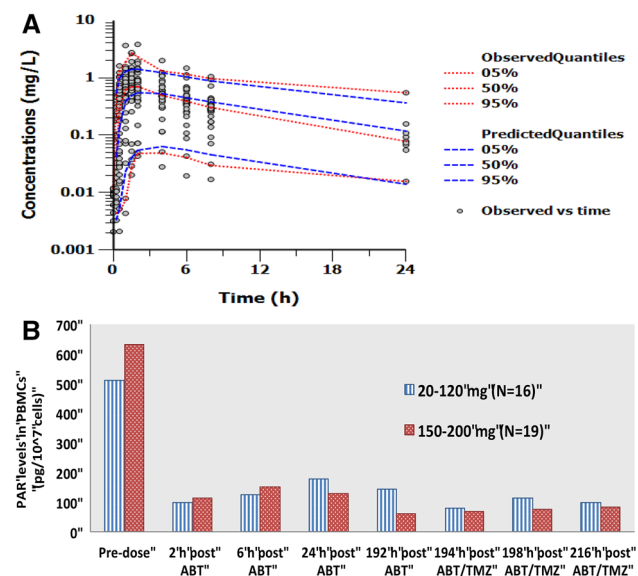 A
Concentrations (mg/L)
10
1
0.1
0.01
0.001
0 6 12 18 24
Time (h)
ObservedQuantiles
05%
50%
95%
PredictedQuantiles
05%
50%
95%
Observed vs time
B
PAR'levels'in"PBMCs"
"(pg/10^7"cells)"
700"
600"
500"
400"
300"
200"
100"
0"
20-120"mg"(N=16)"
150-200"mg"(N=19)"
Pre-dose" 2'h'post" 6'h'post" 24'h'post" 192'h'post" 194'h'post" 198'h'post" 216'h'post"
ABT" ABT" ABT" ABT" ABT/TMZ" ABT/TMZ" ABT/TMZ"